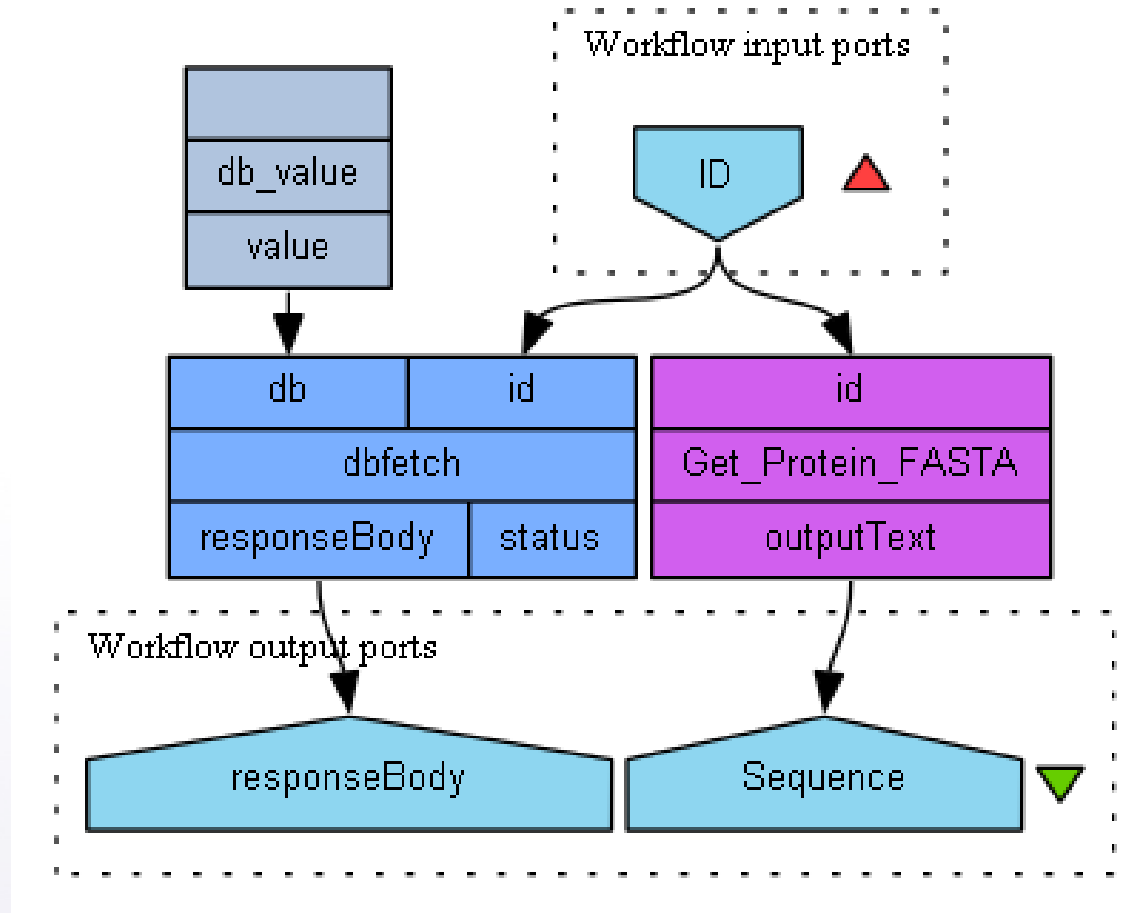 Workflow input ports
ID
db_value
value
db id
dbfetch
responseBody status
id
Get_Protein_FASTA
outputText
Workflow output ports
responseBody
Sequence